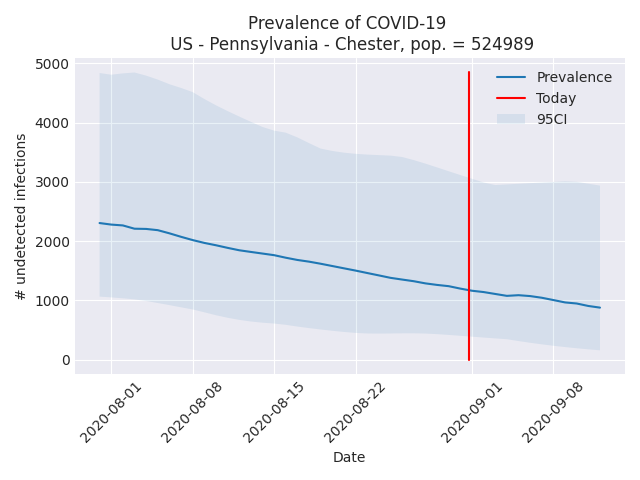 Prevalence of COVID-19
US - Pennsylvania - Chester, pop. = 524989
5000
4000
3000
2000
1000
0
# undetected infections
Prevalence
Today
95CI
2020-08-01
2020-08-08
2020-08-15
2020-08-22
2020-09-01
2020-09-08
Date